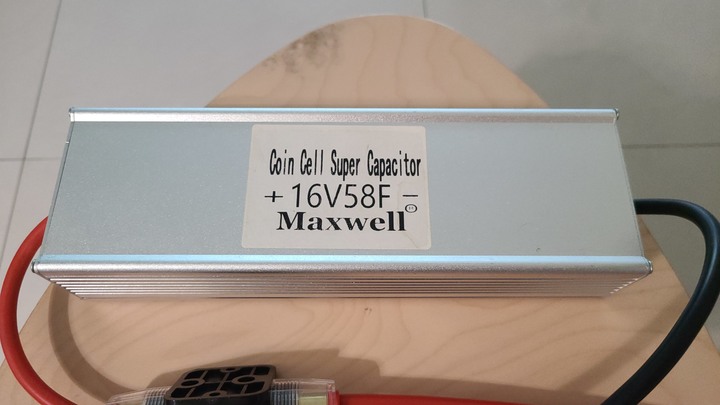 Coin Cell Super Capacitor
+ 16V58F −
Maxwell